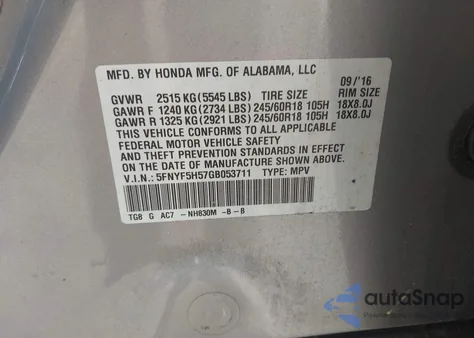 MFD. BY HONDA MFG. OF ALABAMA, LLC
09/'16
GVWR 2515 KG (5545 LBS) TIRE SIZE RIM SIZE
GAWR F 1240 KG (2734 LBS) 245/60R18 105H 18X8.0J
GAWR R 1325 KG (2921 LBS) 245/60R18 105H 18X8.0J
THIS VEHICLE CONFORMS TO ALL APPLICABLE
FEDERAL MOTOR VEHICLE SAFETY
AND THEFT PREVENTION STANDARDS IN EFFECT
ON THE DATE OF MANUFACTURE SHOWN ABOVE.
V.I.N.: 5FNYF5H57GB053711 TYPE: MPV
TG8 G AC7 -NH830M -B -B
autoSnap